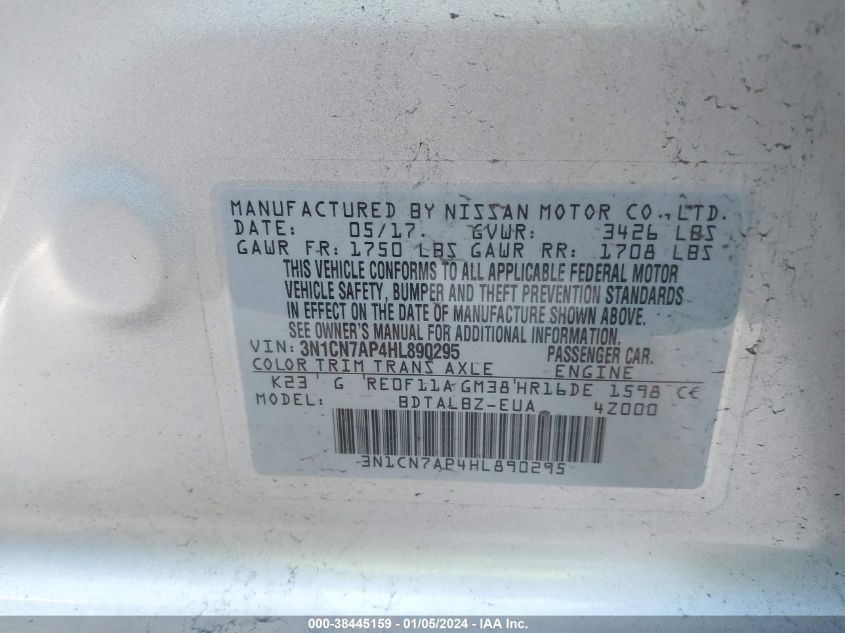 MANUFACTURED BY NISSAN MOTOR CO., LTD.
DATE: 05/17. GVWR: 3426 LBS
GAWR FR: 1750 LBS GAWR RR: 1708 LBS
THIS VEHICLE CONFORMS TO ALL APPLICABLE FEDERAL MOTOR
VEHICLE SAFETY, BUMPER AND THEFT PREVENTION STANDARDS
IN EFFECT ON THE DATE OF MANUFACTURE SHOWN ABOVE.
SEE OWNER'S MANUAL FOR ADDITIONAL INFORMATION.
VIN: 3N1CN7AP4HL890295 PASSENGER CAR.
COLOR TRIM TRANS AXLE ENGINE
K23 G RE0F11A GM38 HR16DE 1598 CC
MODEL: BDTALBZ-EUA 4Z000
3N1CN7AP4HL890295
000-38445159 — 01/05/2024 - IAA Inc.